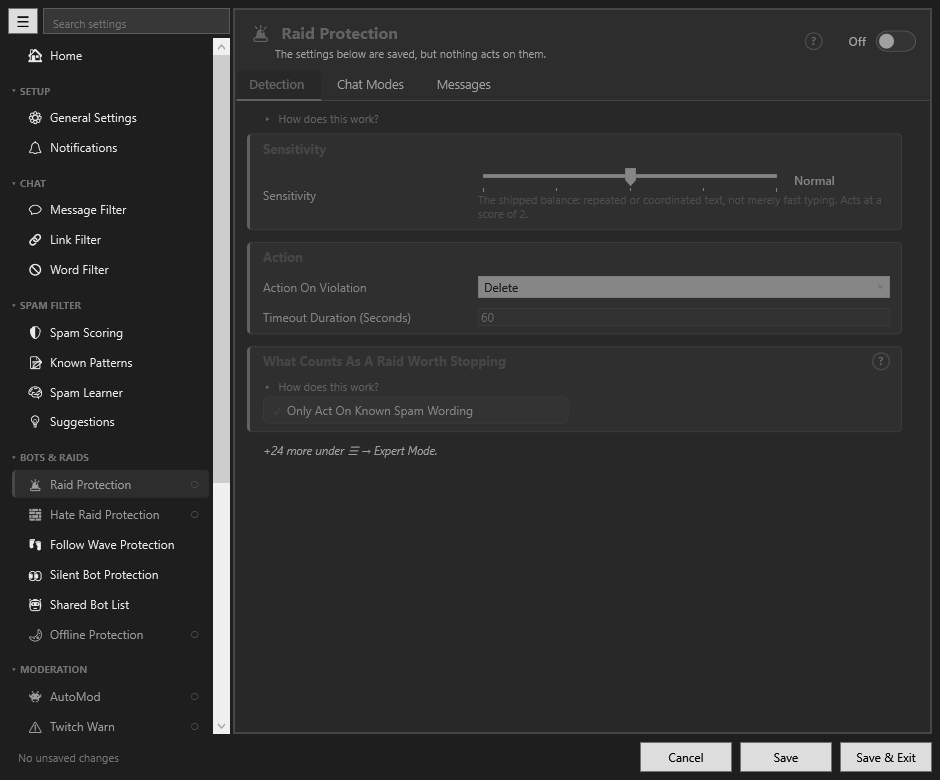 Search settings
Home
SETUP
General Settings
Notifications
CHAT
Message Filter
Link Filter
Word Filter
SPAM FILTER
Spam Scoring
Known Patterns
Spam Learner
Suggestions
BOTS & RAIDS
Raid Protection
Hate Raid Protection
Follow Wave Protection
Silent Bot Protection
Shared Bot List
Offline Protection
MODERATION
AutoMod
Twitch Warn
No unsaved changes
Raid Protection
The settings below are saved, but nothing acts on them.
? Off
Detection Chat Modes Messages
How does this work?
Sensitivity
Sensitivity
Normal
The shipped balance: repeated or coordinated text, not merely fast typing. Acts at a
score of 2.
Action
Action On Violation Delete
Timeout Duration (Seconds) 60
What Counts As A Raid Worth Stopping ?
How does this work?
✓ Only Act On Known Spam Wording
+24 more under ☰ → Expert Mode.
Cancel Save Save & Exit